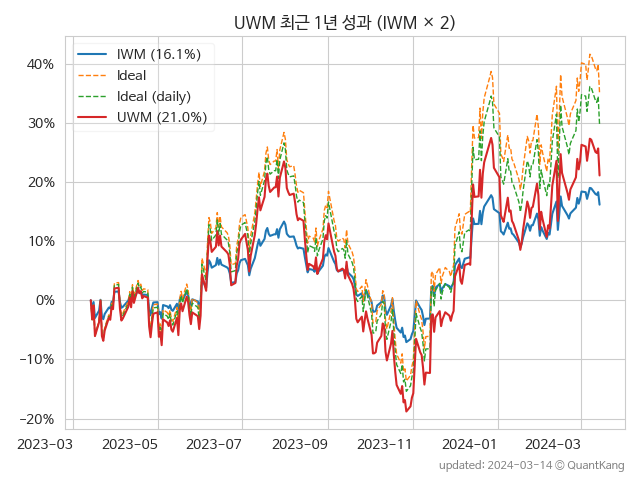 UWM 최근 1년 성과 (IWM × 2)
IWM (16.1%)
Ideal
Ideal (daily)
UWM (21.0%)
40%
30%
20%
10%
0%
−10%
−20%
2023-03
2023-05
2023-07
2023-09
2023-11
2024-01
2024-03
updated: 2024-03-14 © QuantKang